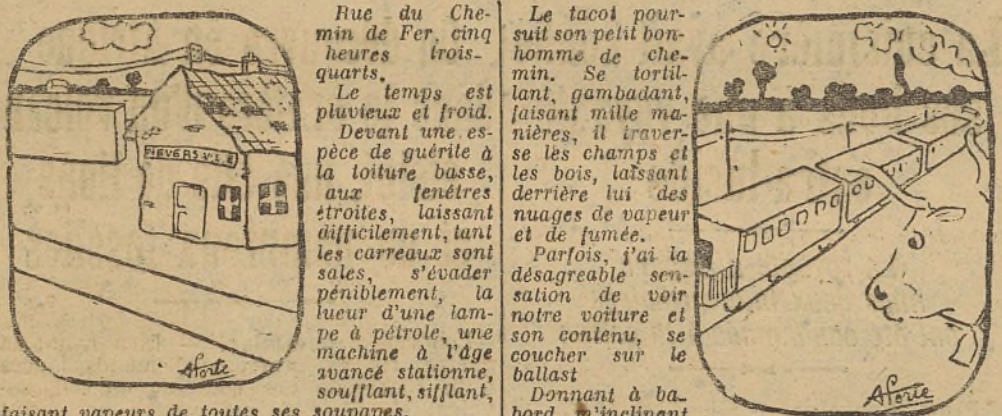 NEVERS-VILLE
A Porte
Rue du Che-
min de Fer, cinq
heures trois-
quarts.
Le temps est
pluvieux et froid.
Devant une es-
pèce de guérite à
la toiture basse,
aux fenêtres
étroites, laissant
difficilement, tant
les carreaux sont
sales, s'évader
péniblement, la
lueur d'une lam-
pe à pétrole, une
machine à l'âge
avancé stationne,
soufflant, sifflant,
faisant vapeurs de toutes ses soupapes.
Le tacot pour-
suit son petit bon-
homme de che-
min. Se tortil-
lant, gambadant,
faisant mille ma-
nières, il traver-
se les champs et
les bois, laissant
derrière lui des
nuages de vapeur
et de fumée.
Parfois, j'ai la
désagreable sen-
sation de voir
notre voiture et
son contenu, se
coucher sur le
ballast
Donnant à ba-
bord, m'inclinant
A Porte